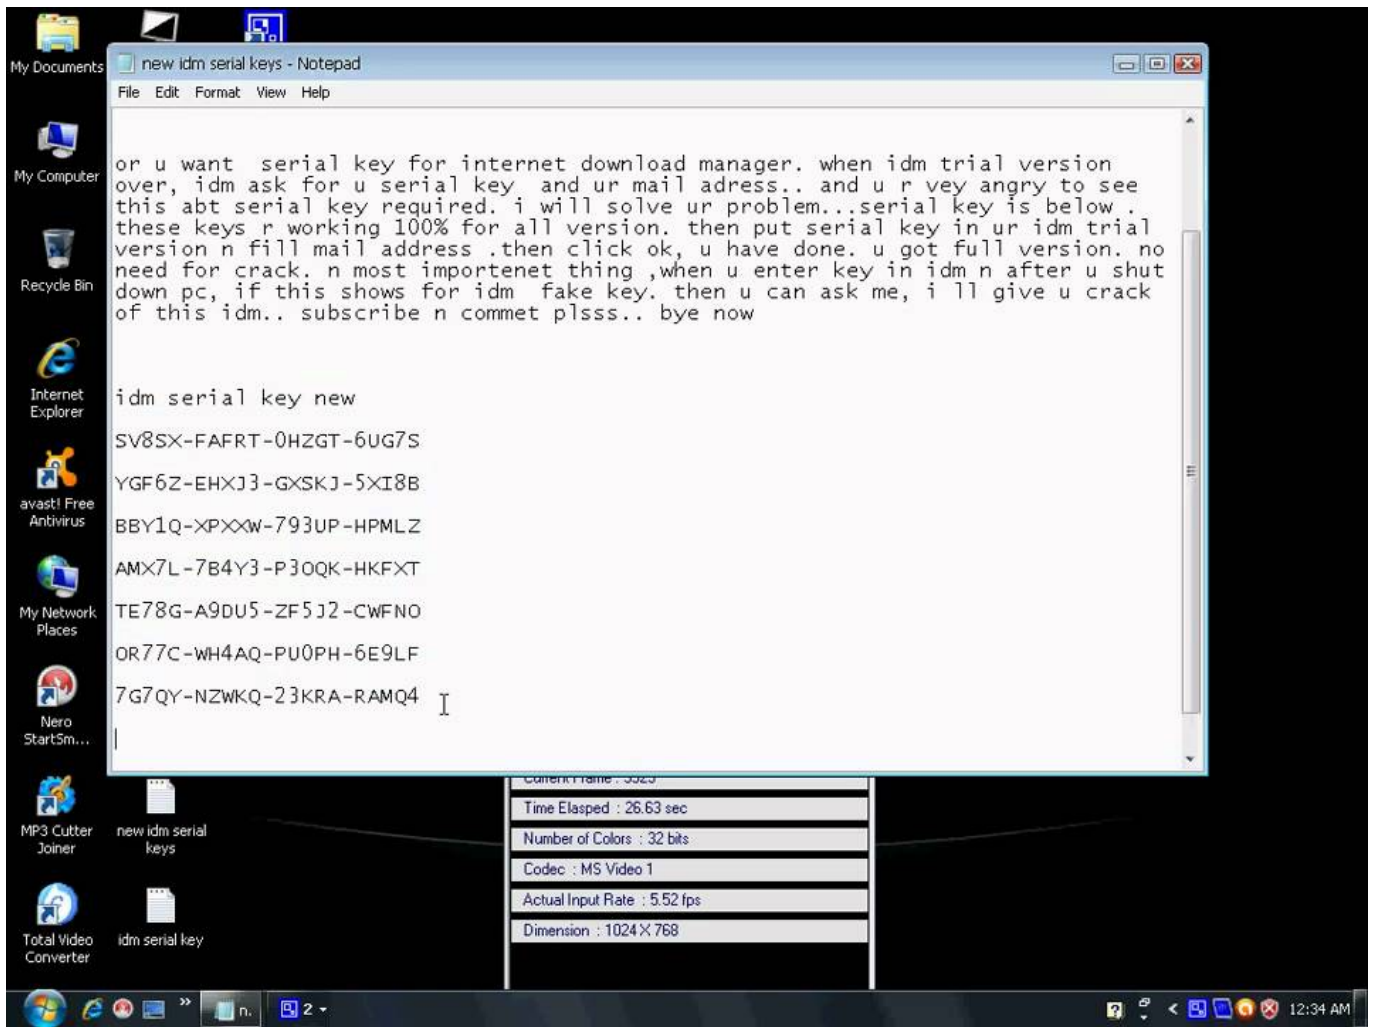 My Documents
new idm serial keys - Notepad
File Edit Format View Help
or u want serial key for internet download manager. when idm trial version
over, idm ask for u serial key and ur mail adress.. and u r vey angry to see
this abt serial key required. i will solve ur problem...serial key is below .
these keys r working 100% for all version. then put serial key in ur idm trial
version n fill mail address .then click ok, u have done. u got full version. no
need for crack. n most importenet thing ,when u enter key in idm n after u shut
down pc, if this shows for idm fake key. then u can ask me, i ll give u crack
of this idm.. subscribe n commet plsss.. bye now
idm serial key new
SV8SX-FAFRT-0HZGT-6UG7S
YGF6Z-EHXJ3-GXSKJ-5XI8B
BBY1Q-XPXXW-793UP-HPMLZ
AMX7L-7B4Y3-P3OQK-HKFXT
TE78G-A9DU5-ZF5J2-CWFNO
OR77C-WH4AQ-PU0PH-6E9LF
7G7QY-NZWKQ-23KRA-RAMQ4
My Computer
Recycle Bin
Internet
Explorer
avast! Free
Antivirus
My Network
Places
Nero
StartSm...
MP3 Cutter
Joiner
new idm serial
keys
Total Video
Converter
idm serial key
Time Elasped : 26.63 sec
Number of Colors : 32 bits
Codec : MS Video 1
Actual Input Rate : 5.52 fps
Dimension : 1024 X 768
n.
2
12:34 AM